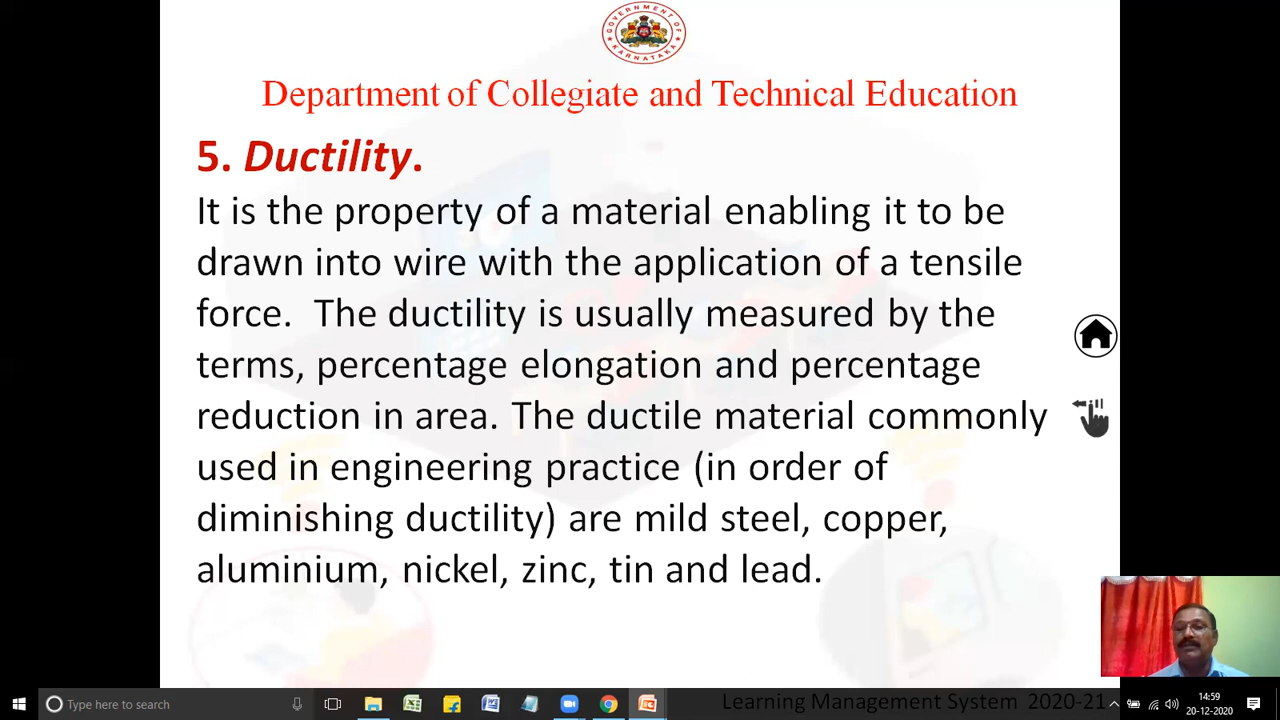 GOVERNMENT OF
KARNATAKA
Department of Collegiate and Technical Education
5. Ductility.
It is the property of a material enabling it to be
drawn into wire with the application of a tensile
force.  The ductility is usually measured by the
terms, percentage elongation and percentage
reduction in area. The ductile material commonly
used in engineering practice (in order of
diminishing ductility) are mild steel, copper,
aluminium, nickel, zinc, tin and lead.
Type here to search
Learning Management System 2020-21
14:59
20-12-2020